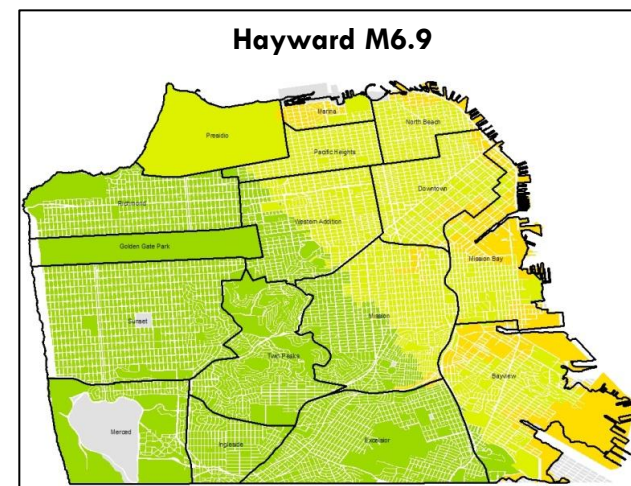 Hayward M6.9
Marina
Presidio
North Beach
Pacific Heights
Richmond
Downtown
Western Addition
Golden Gate Park
Mission Bay
Sunset
Mission
Twin Peaks
Bayview
Merced
Ingleside
Excelsior